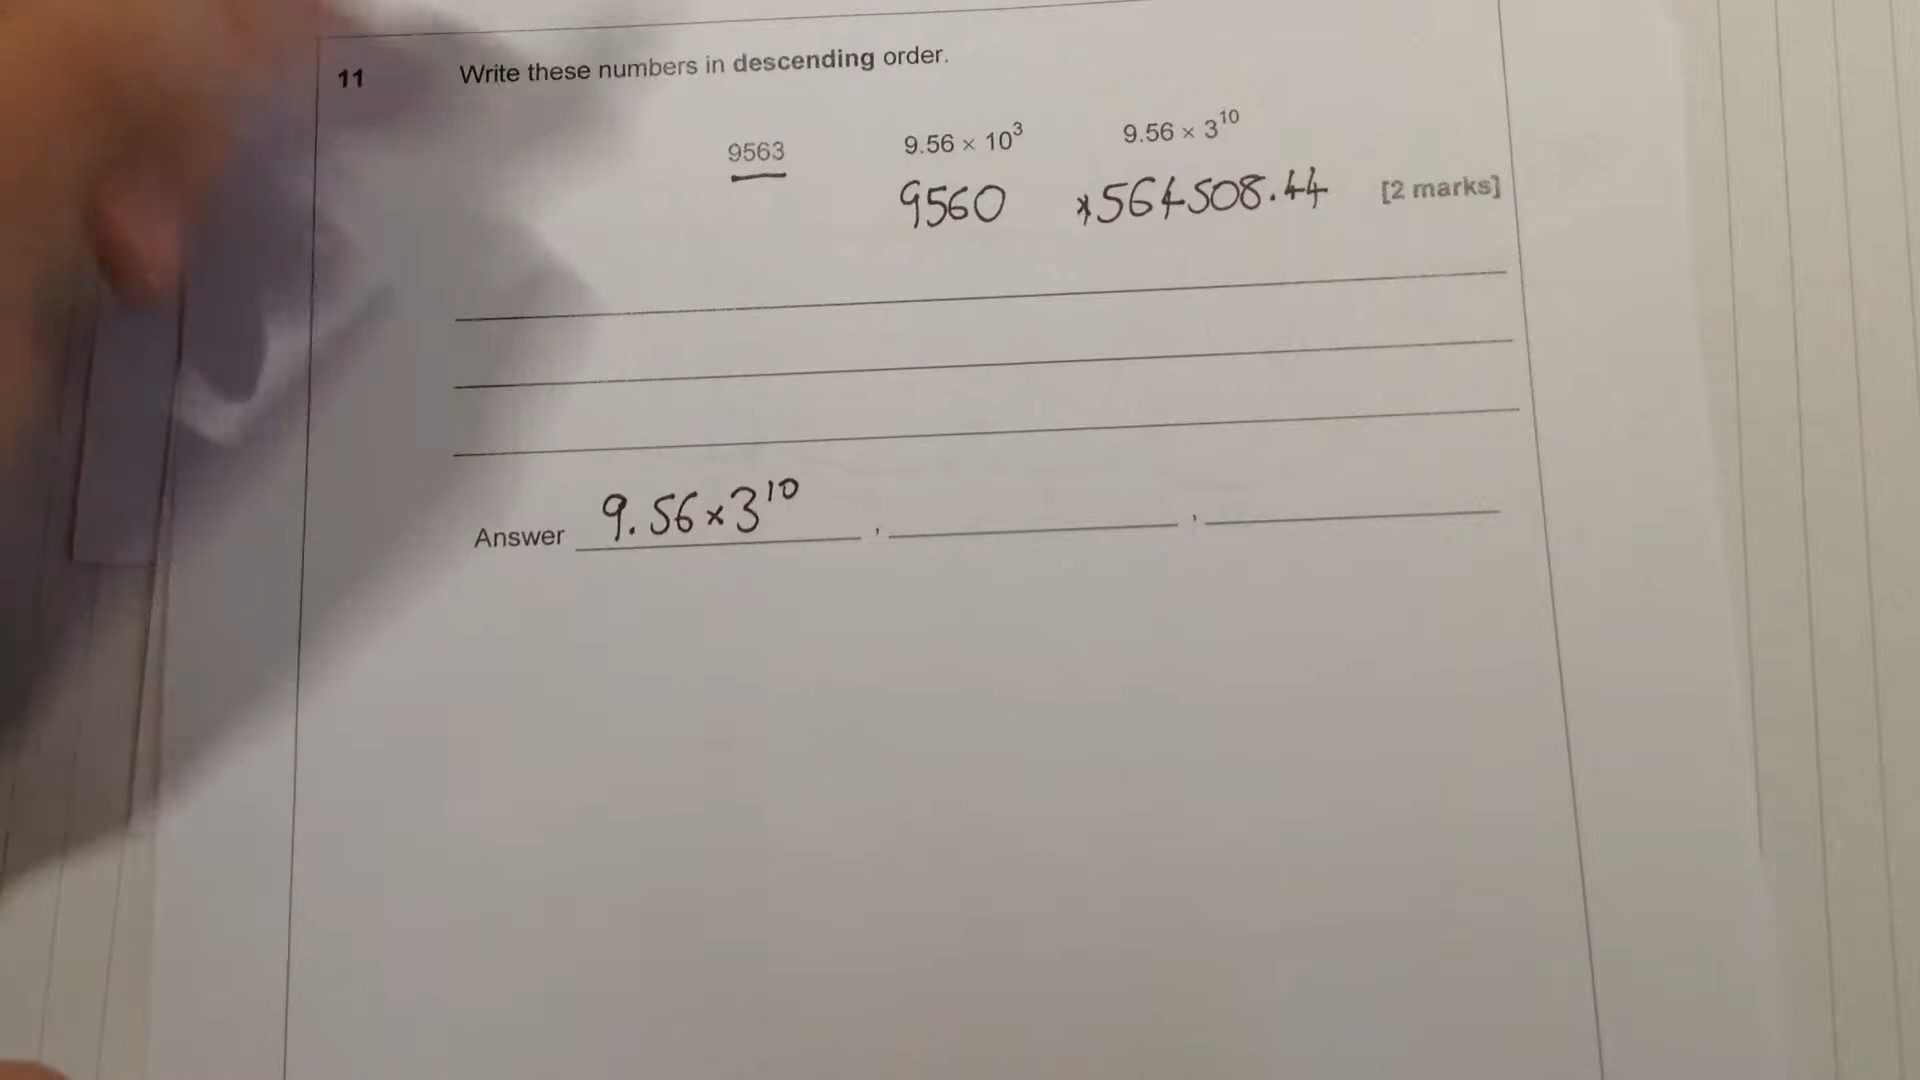 11 Write these numbers in descending order.
9563 9.56 × 10³ 9.56 × 3¹⁰
9560 564508.44 [2 marks]
Answer 9.56×3¹⁰ , ,